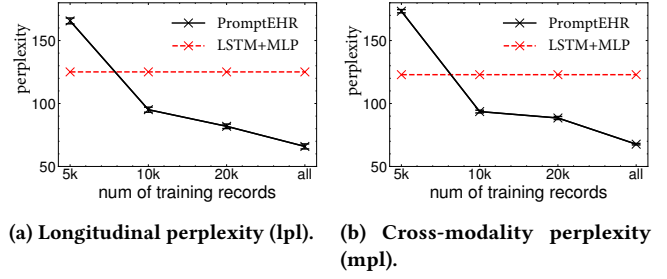 PromptEHR
LSTM+MLP
perplexity
150
100
50
5k 10k 20k all
num of training records
(a) Longitudinal perplexity (lpl).
PromptEHR
LSTM+MLP
perplexity
150
100
50
5k 10k 20k all
num of training records
(b) Cross-modality perplexity
(mpl).